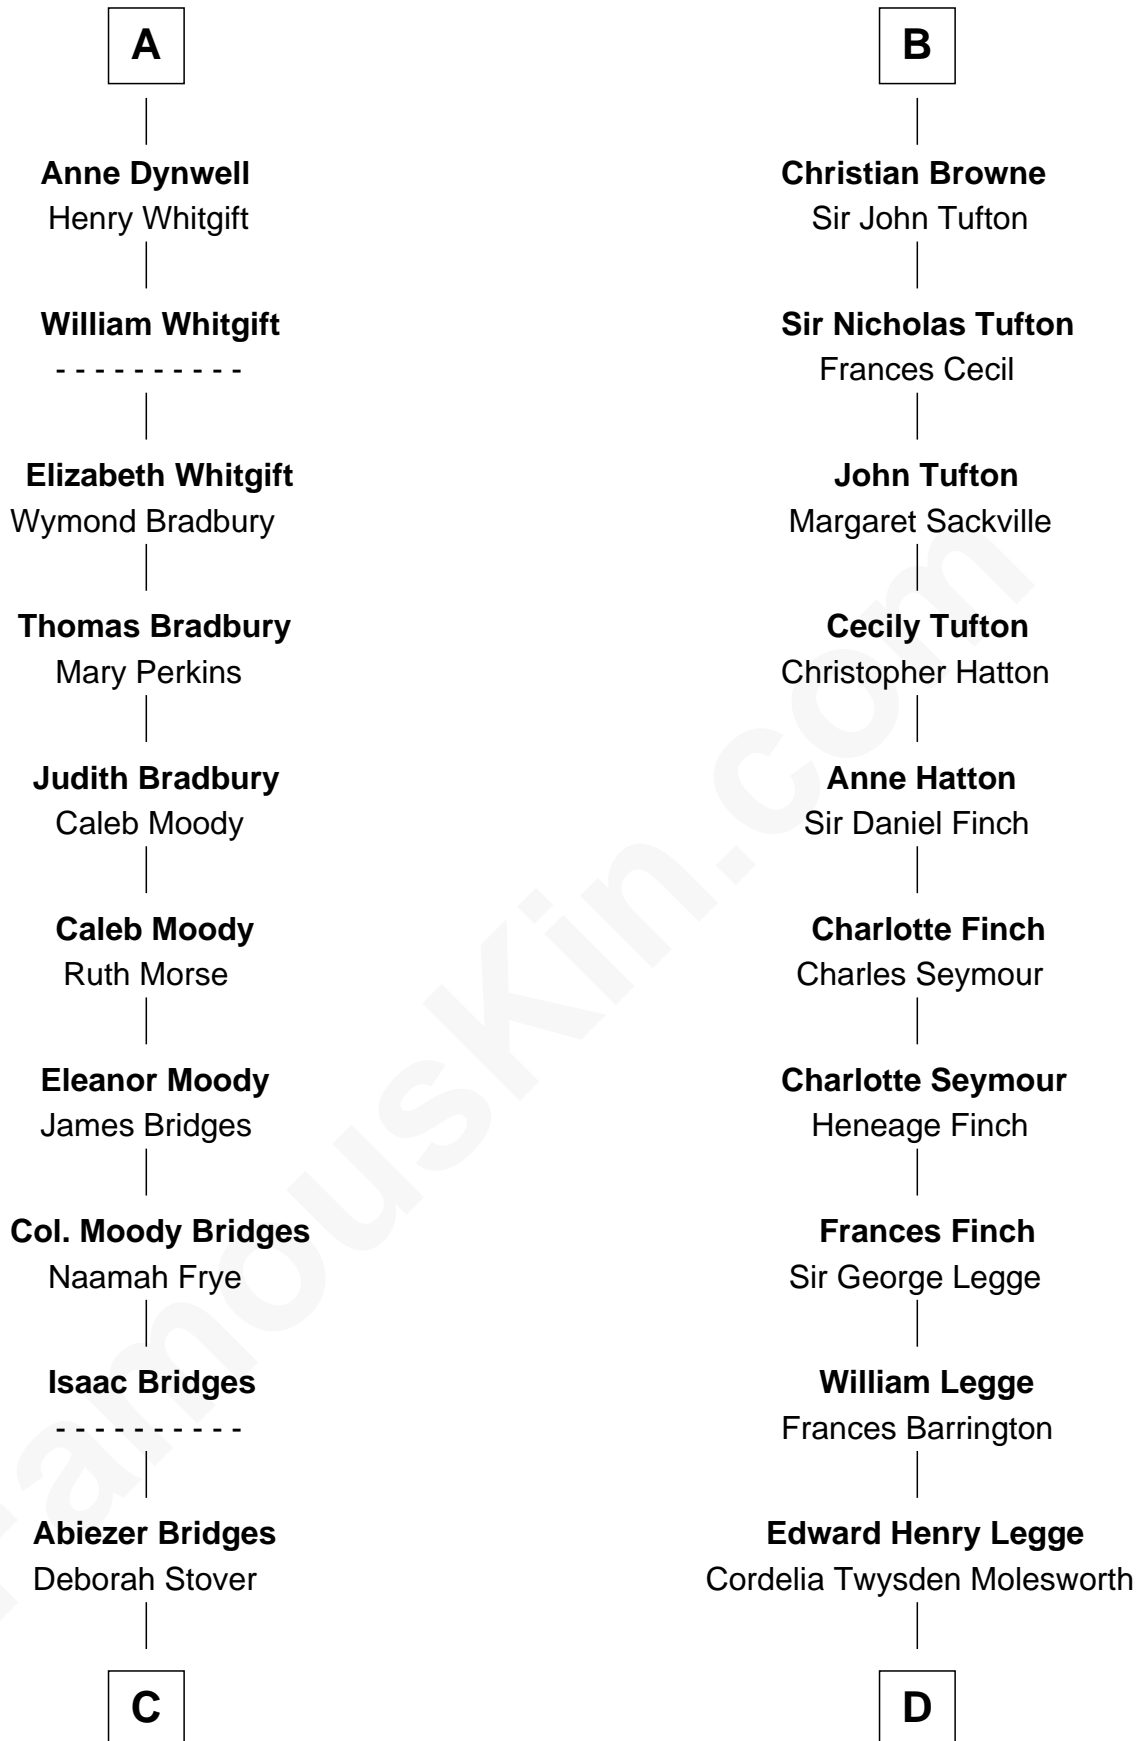 A
Anne Dynwell
Henry Whitgift
William Whitgift
- - - - - - - - - -
Elizabeth Whitgift
Wymond Bradbury
Thomas Bradbury
Mary Perkins
Judith Bradbury
Caleb Moody
Caleb Moody
Ruth Morse
Eleanor Moody
James Bridges
Col. Moody Bridges
Naamah Frye
Isaac Bridges
- - - - - - - - - -
Abiezer Bridges
Deborah Stover
C
B
Christian Browne
Sir John Tufton
Sir Nicholas Tufton
Frances Cecil
John Tufton
Margaret Sackville
Cecily Tufton
Christopher Hatton
Anne Hatton
Sir Daniel Finch
Charlotte Finch
Charles Seymour
Charlotte Seymour
Heneage Finch
Frances Finch
Sir George Legge
William Legge
Frances Barrington
Edward Henry Legge
Cordelia Twysden Molesworth
D
FamousKin.com